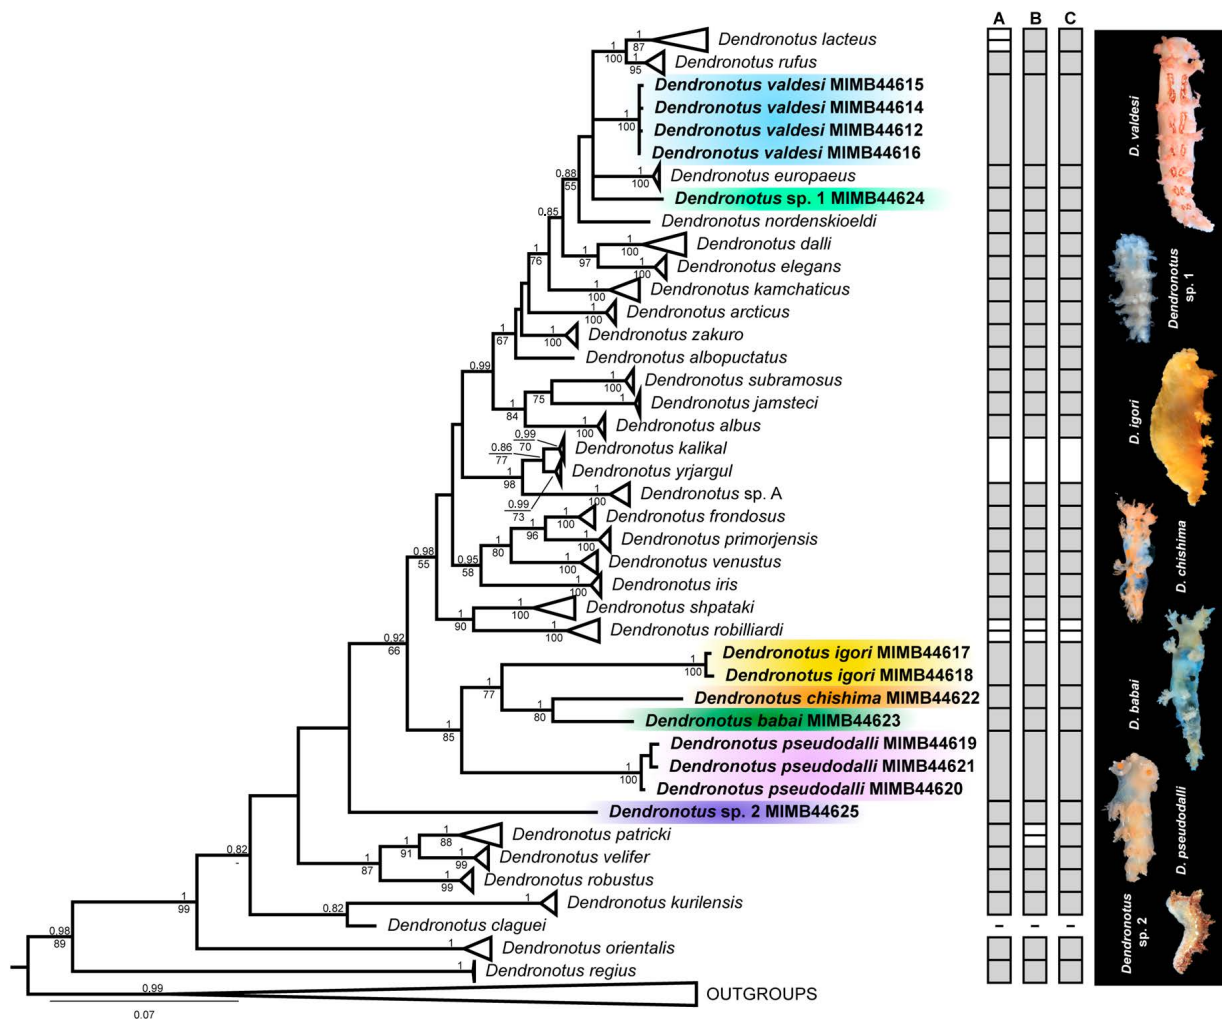 A B C
1
87
100
Dendronotus lacteus
1
95
Dendronotus rufus
Dendronotus valdesi MIMB44615
Dendronotus valdesi MIMB44614
1
100
Dendronotus valdesi MIMB44612
Dendronotus valdesi MIMB44616
1
100
Dendronotus europaeus
0.88
55
Dendronotus sp. 1 MIMB44624
0.85
Dendronotus nordenskioeldi
1
100
Dendronotus dalli
1
97
1
76
1
100
Dendronotus elegans
1
100
Dendronotus kamchaticus
1
100
Dendronotus arcticus
1
67
1
100
Dendronotus zakuro
Dendronotus albopuctatus
0.99
1
100
Dendronotus subramosus
75
1
Dendronotus jamsteci
1
84
1
100
Dendronotus albus
0.99
70
Dendronotus kalikal
0.86
77
Dendronotus yrjargul
1
98
0.99
73
1
100
Dendronotus sp. A
1
100
Dendronotus frondosus
1
96
1
100
Dendronotus primorjensis
1
80
1
100
Dendronotus venustus
0.98
55
0.95
58
1
100
Dendronotus iris
1
100
Dendronotus shpataki
1
90
1
100
Dendronotus robilliardi
0.92
66
Dendronotus igori MIMB44617
1
100
Dendronotus igori MIMB44618
1
77
Dendronotus chishima MIMB44622
1
80
Dendronotus babai MIMB44623
1
85
Dendronotus pseudodalli MIMB44619
1
100
Dendronotus pseudodalli MIMB44621
Dendronotus pseudodalli MIMB44620
Dendronotus sp. 2 MIMB44625
1
88
Dendronotus patricki
1
91
1
99
Dendronotus velifer
1
87
1
99
Dendronotus robustus
0.82
-
1
Dendronotus kurilensis
0.82
Dendronotus claguei
- - -
1
99
1
Dendronotus orientalis
0.98
89
1
Dendronotus regius
0.99
OUTGROUPS
0.07
D. valdesi
Dendronotus
sp. 1
D. igori
D. chishima
D. babai
D. pseudodalli
Dendronotus
sp. 2